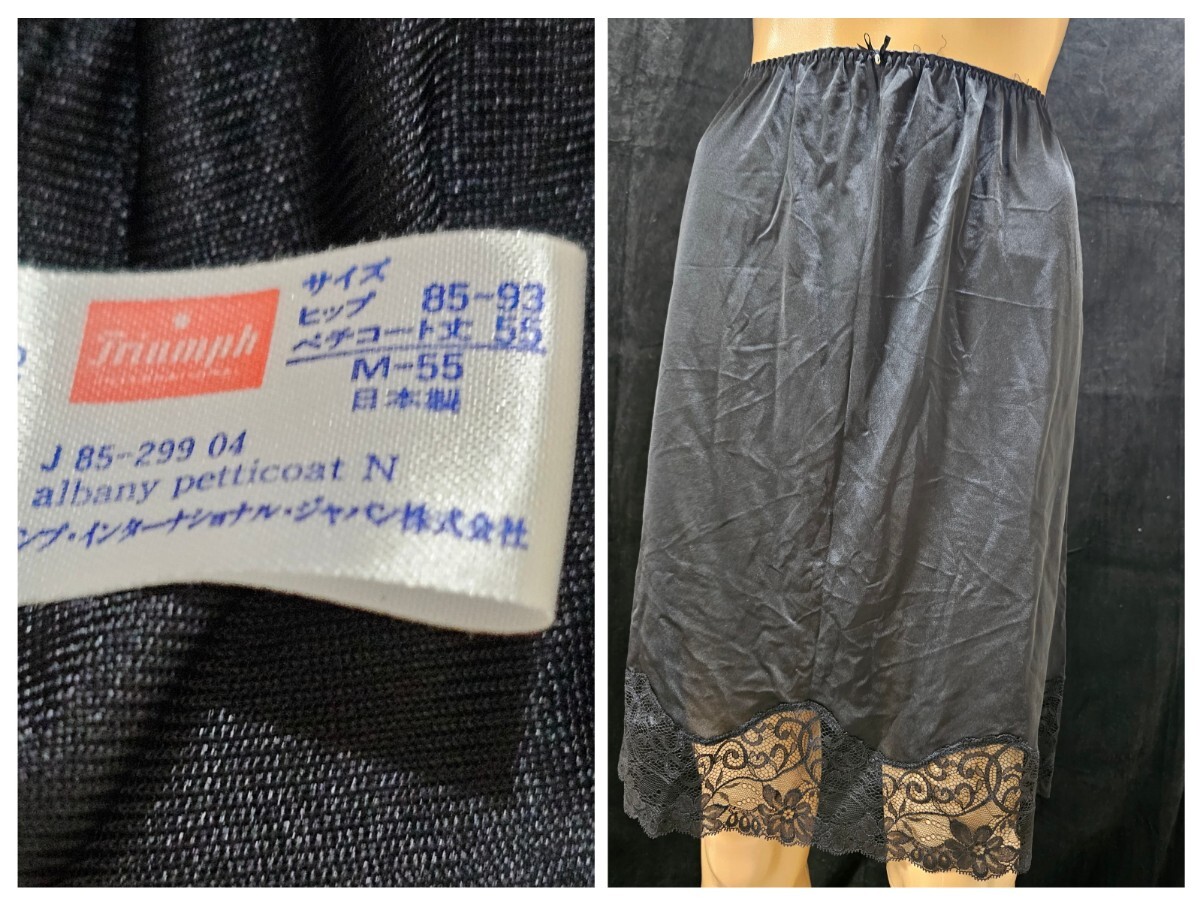 Triumph
サイズ
ヒップ 85~93
ペチコート丈 55
M-55
日本製
J 85-299 04
albany petticoat N
ンプ・インターナショナル・ジャパン株式会社